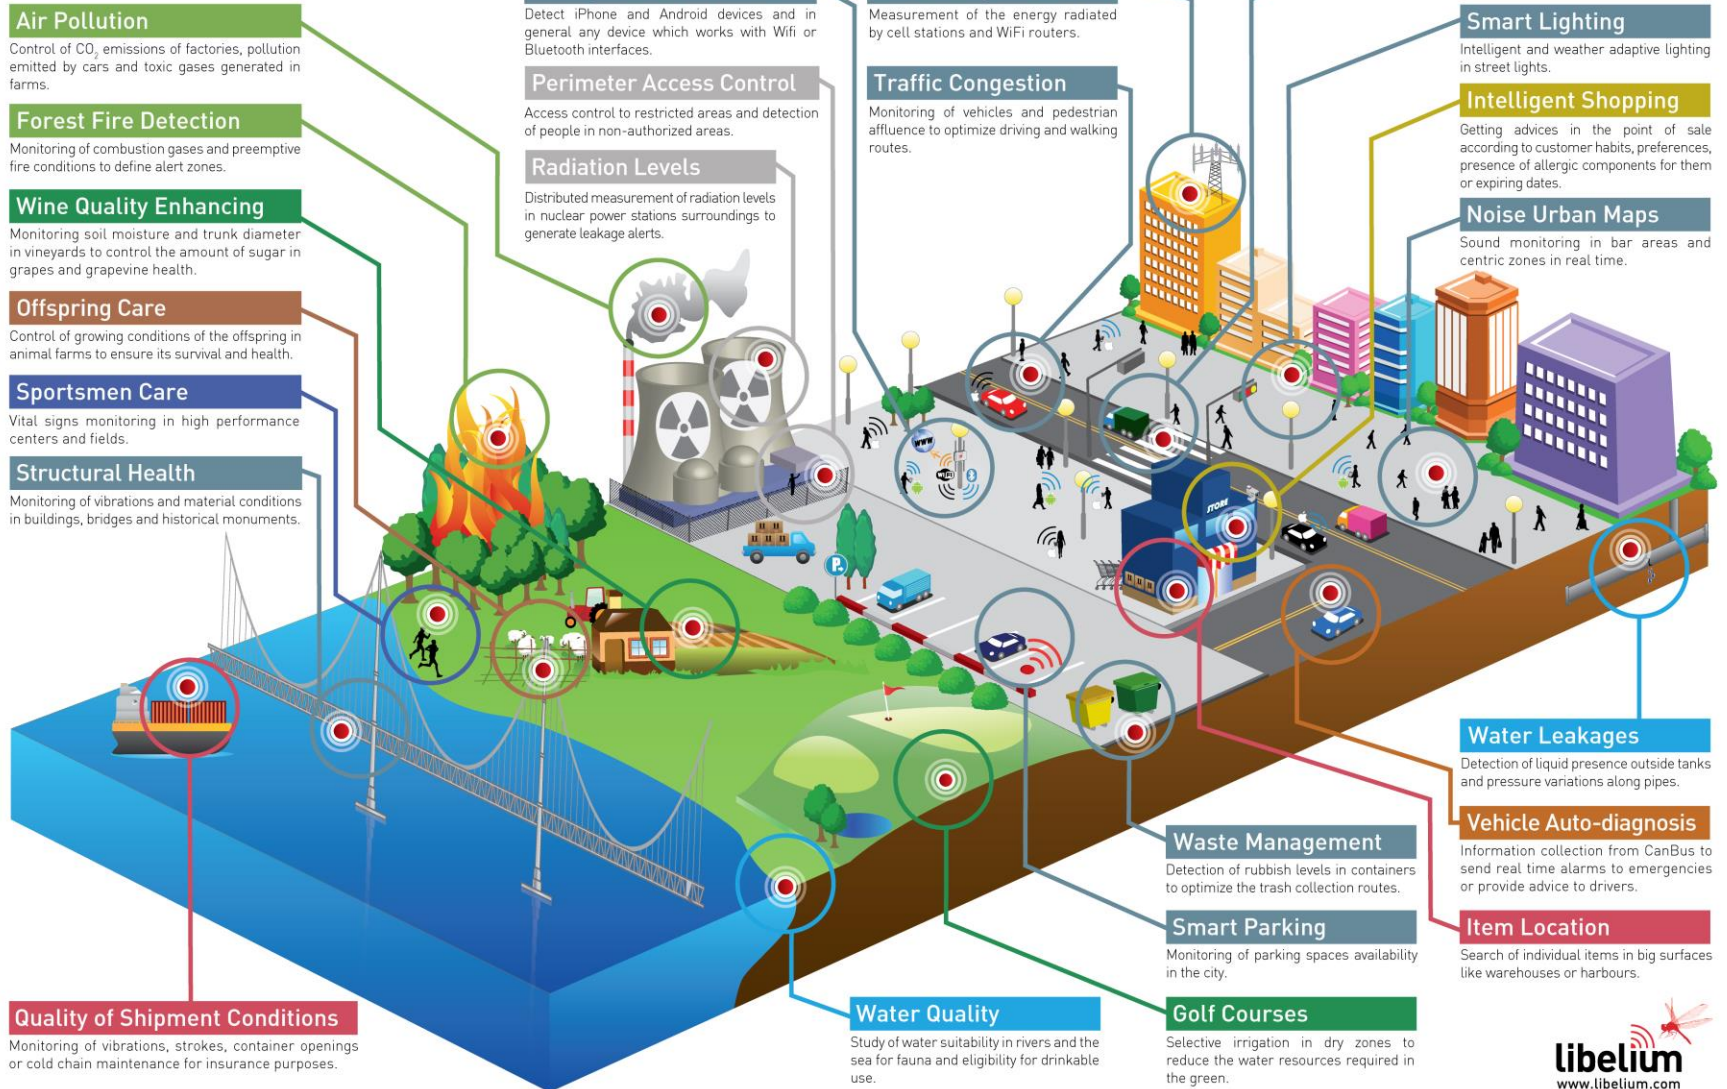 Air Pollution
Control of CO₂ emissions of factories, pollution
emitted by cars and toxic gases generated in
farms.
Forest Fire Detection
Monitoring of combustion gases and preemptive
fire conditions to define alert zones.
Wine Quality Enhancing
Monitoring soil moisture and trunk diameter
in vineyards to control the amount of sugar in
grapes and grapevine health.
Offspring Care
Control of growing conditions of the offspring in
animal farms to ensure its survival and health.
Sportsmen Care
Vital signs monitoring in high performance
centers and fields.
Structural Health
Monitoring of vibrations and material conditions
in buildings, bridges and historical monuments.
Quality of Shipment Conditions
Monitoring of vibrations, strokes, container openings
or cold chain maintenance for insurance purposes.
Detect iPhone and Android devices and in
general any device which works with Wifi or
Bluetooth interfaces.
Perimeter Access Control
Access control to restricted areas and detection
of people in non-authorized areas.
Radiation Levels
Distributed measurement of radiation levels
in nuclear power stations surroundings to
generate leakage alerts.
Measurement of the energy radiated
by cell stations and WiFi routers.
Traffic Congestion
Monitoring of vehicles and pedestrian
affluence to optimize driving and walking
routes.
Smart Lighting
Intelligent and weather adaptive lighting
in street lights.
Intelligent Shopping
Getting advices in the point of sale
according to customer habits, preferences,
presence of allergic components for them
or expiring dates.
Noise Urban Maps
Sound monitoring in bar areas and
centric zones in real time.
www
STORE
P
Water Leakages
Detection of liquid presence outside tanks
and pressure variations along pipes.
Vehicle Auto-diagnosis
Information collection from CanBus to
send real time alarms to emergencies
or provide advice to drivers.
Item Location
Search of individual items in big surfaces
like warehouses or harbours.
Waste Management
Detection of rubbish levels in containers
to optimize the trash collection routes.
Smart Parking
Monitoring of parking spaces availability
in the city.
Golf Courses
Selective irrigation in dry zones to
reduce the water resources required in
the green.
Water Quality
Study of water suitability in rivers and the
sea for fauna and eligibility for drinkable
use.
libelium
www.libelium.com